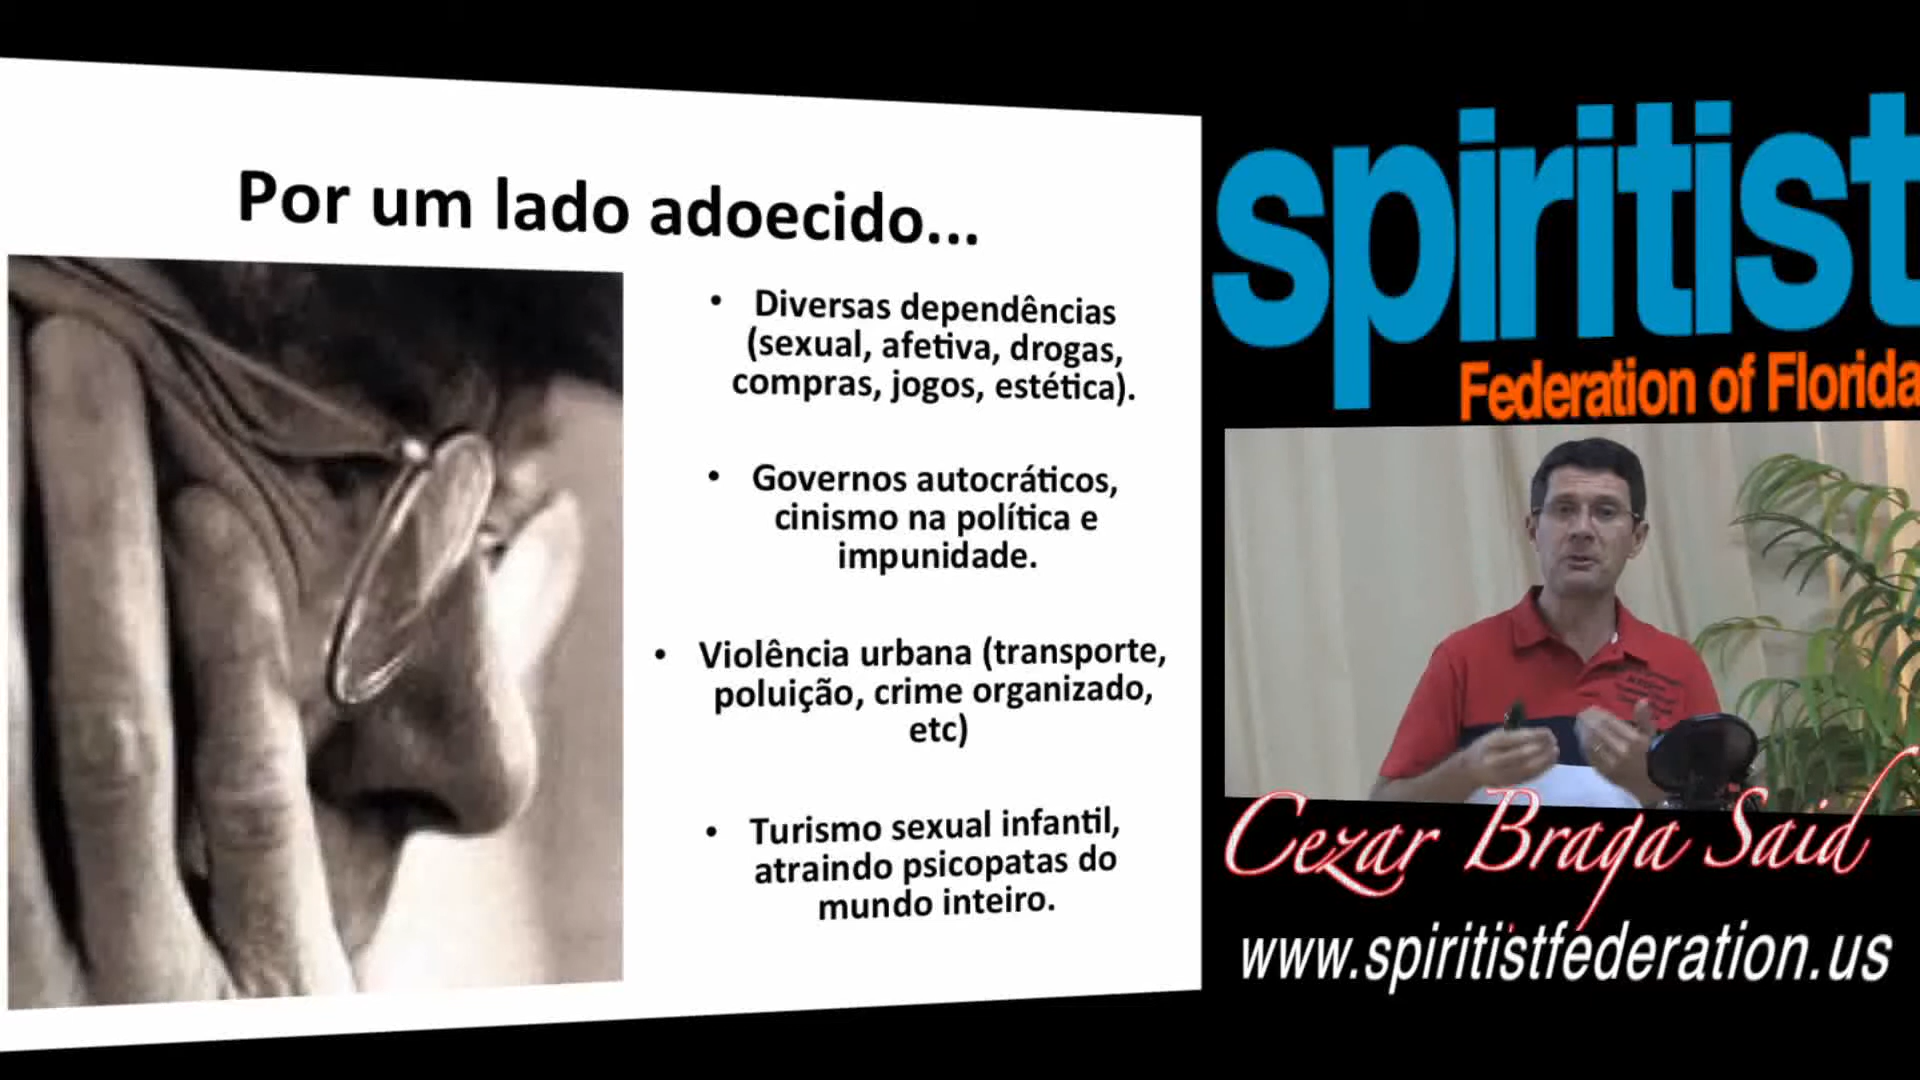 Por um lado adoecido...
• Diversas dependências
(sexual, afetiva, drogas,
compras, jogos, estética).
• Governos autocráticos,
cinismo na política e
impunidade.
• Violência urbana (transporte,
poluição, crime organizado,
etc)
• Turismo sexual infantil,
atraindo psicopatas do
mundo inteiro.
spiritist
Federation of Florida
Cezar Braga Said
www.spiritistfederation.us